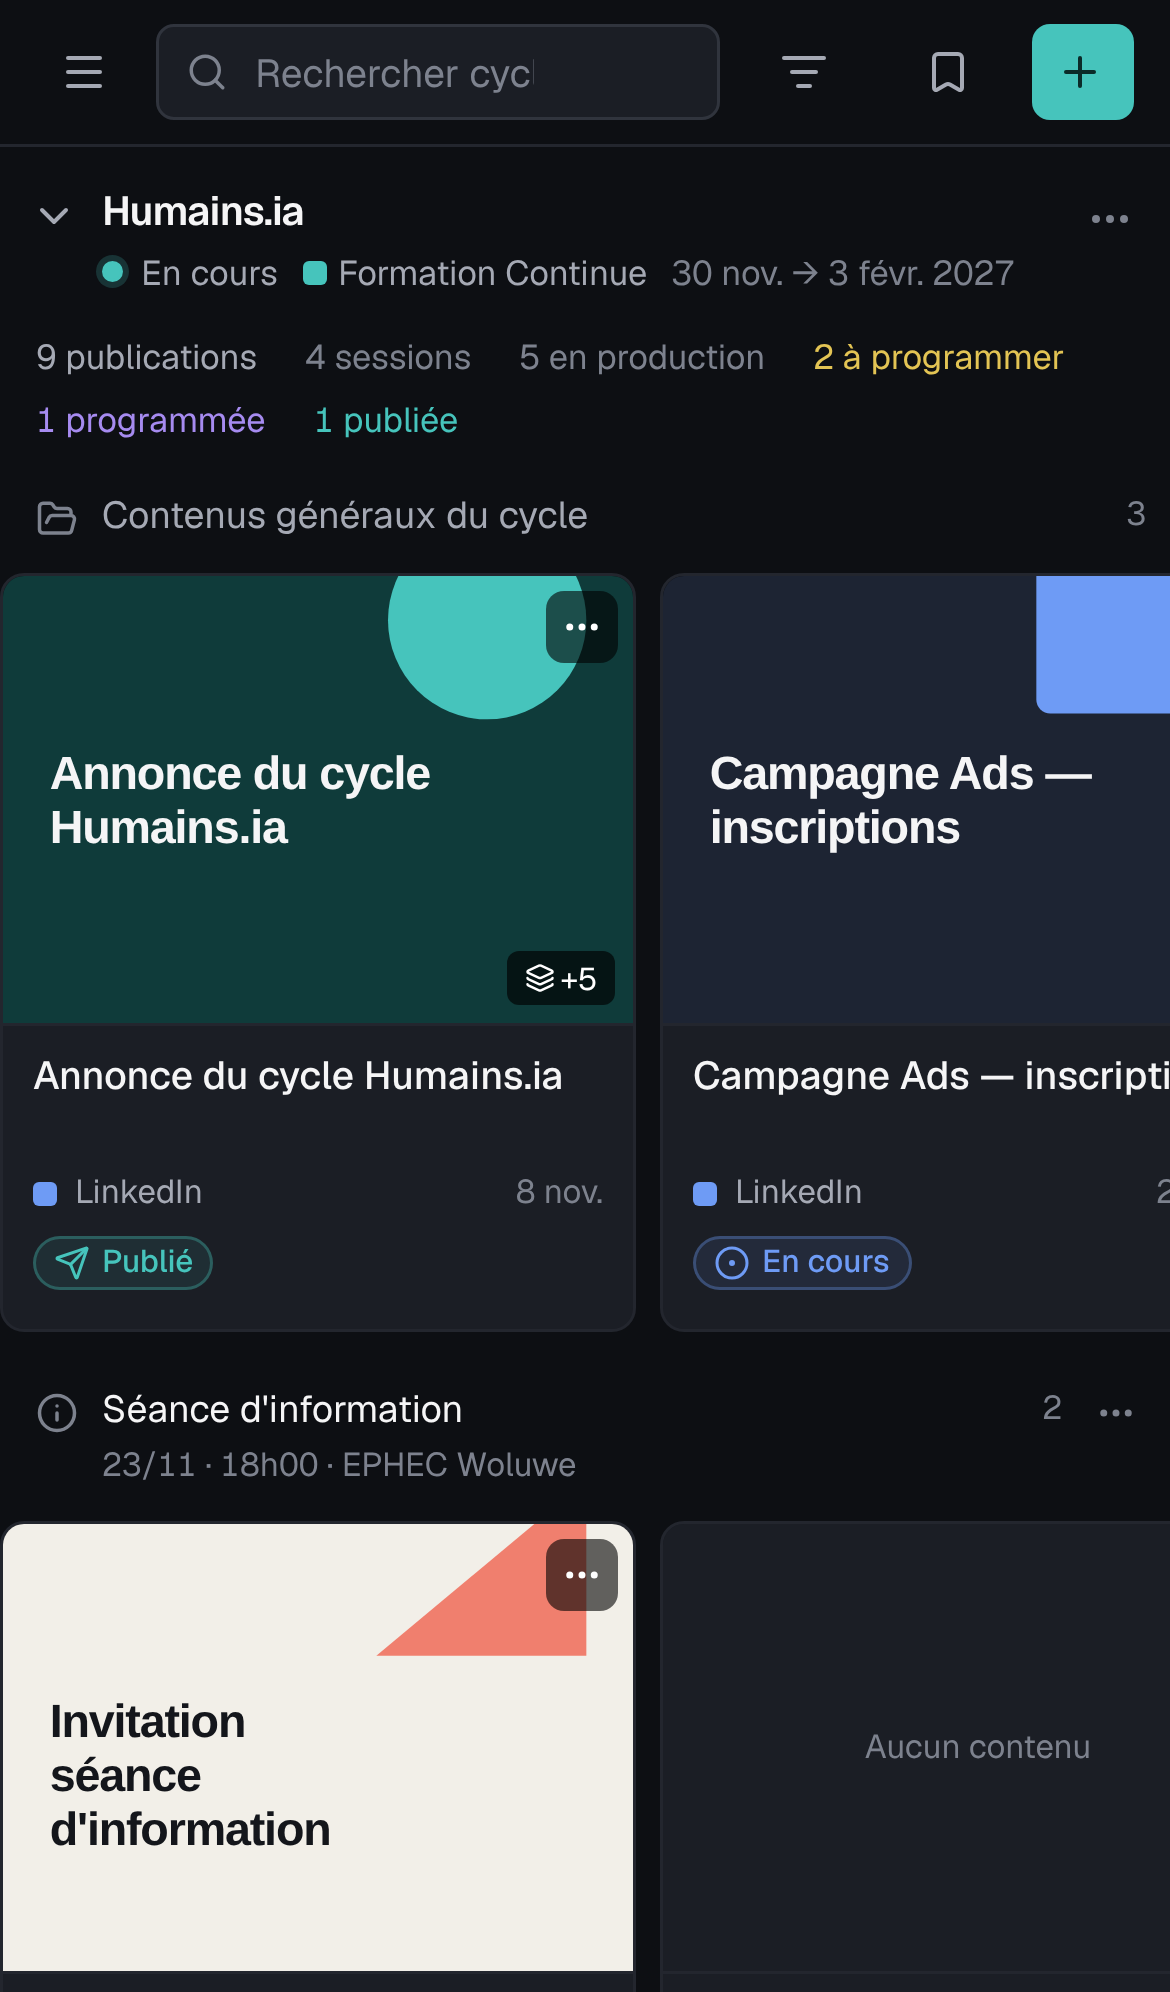 Rechercher cyc
Humains.ia
En cours Formation Continue 30 nov. → 3 févr. 2027
9 publications 4 sessions 5 en production 2 à programmer
1 programmée 1 publiée
Contenus généraux du cycle 3
Annonce du cycle
Humains.ia
+5
Annonce du cycle Humains.ia
LinkedIn 8 nov.
Publié
Campagne Ads —
inscriptions
Campagne Ads — inscripti
LinkedIn 2
En cours
Séance d'information 2
23/11 · 18h00 · EPHEC Woluwe
Invitation
séance
d'information
Aucun contenu